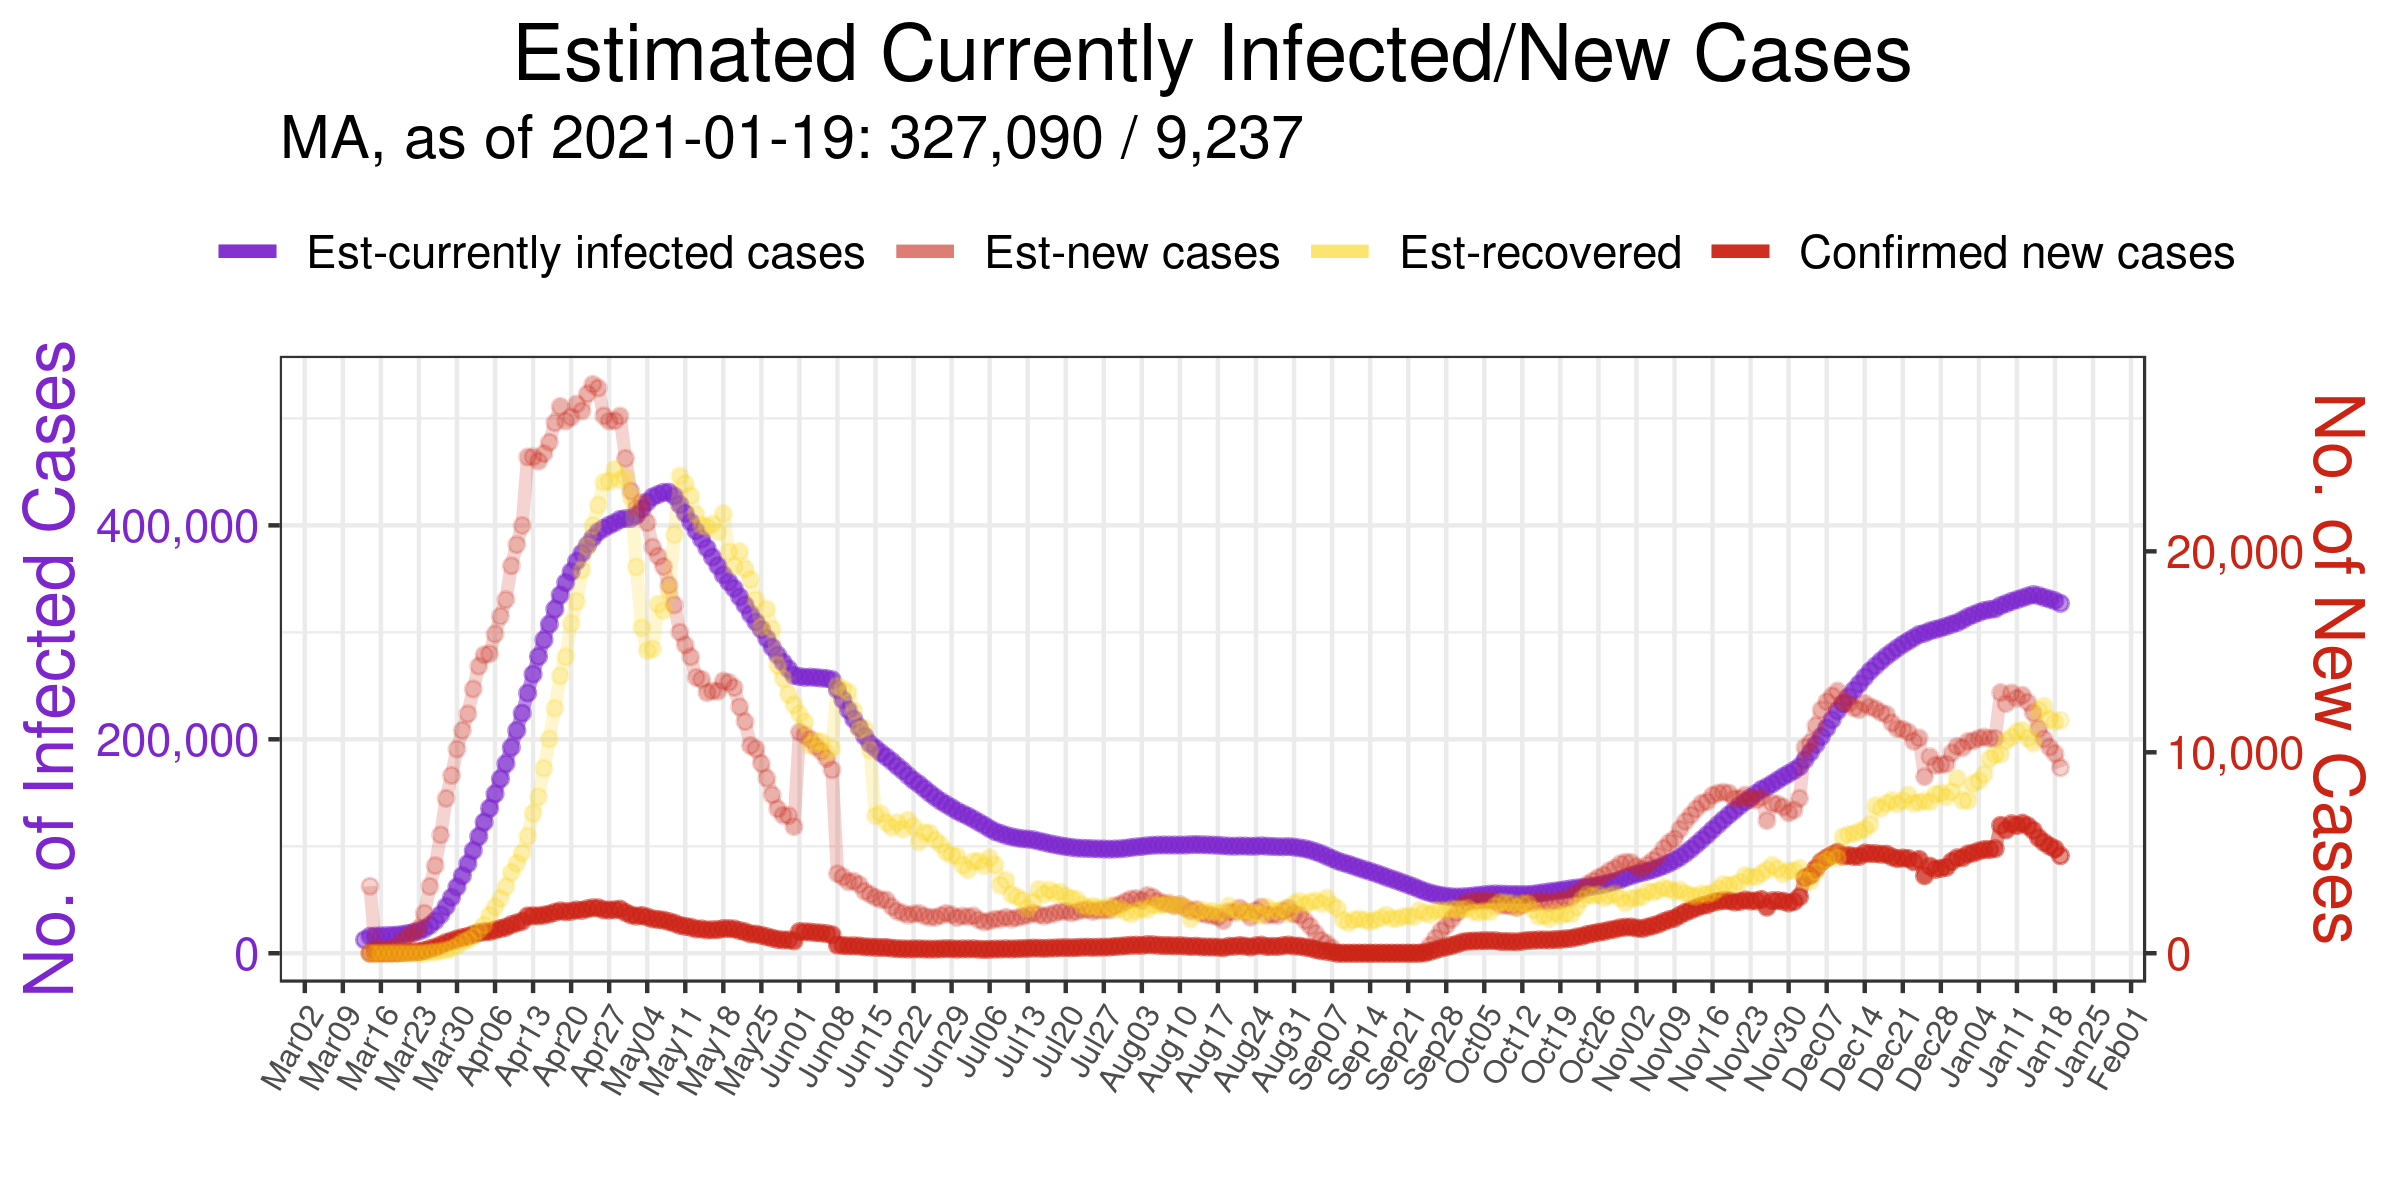 Estimated Currently Infected/New Cases
MA, as of 2021-01-19: 327,090 / 9,237
Est-currently infected cases Est-new cases Est-recovered Confirmed new cases
No. of Infected Cases
400,000
200,000
0
20,000
10,000
0
No. of New Cases
Mar02 Mar09 Mar16 Mar23 Mar30 Apr06 Apr13 Apr20 Apr27 May04 May11 May18 May25 Jun01 Jun08 Jun15 Jun22 Jun29 Jul06 Jul13 Jul20 Jul27 Aug03 Aug10 Aug17 Aug24 Aug31 Sep07 Sep14 Sep21 Sep28 Oct05 Oct12 Oct19 Oct26 Nov02 Nov09 Nov16 Nov23 Nov30 Dec07 Dec14 Dec21 Dec28 Jan04 Jan11 Jan18 Jan25 Feb01